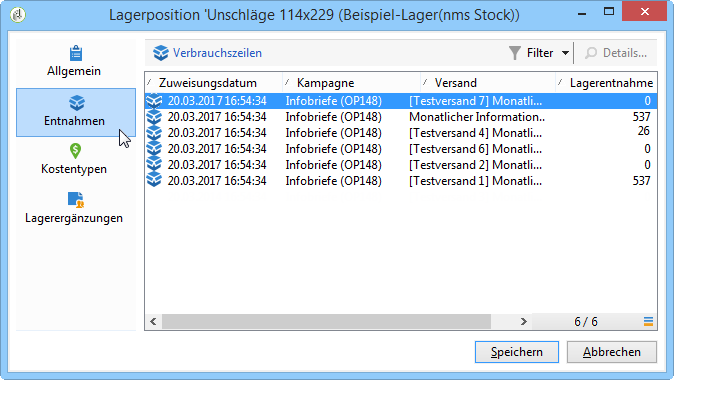 Lagerposition 'Unschläge 114x229 (Beispiel-Lager(nms Stock))
Allgemein
Entnahmen
Kostentypen
Lagerergänzungen
Verbrauchszeilen
Filter
Details...
Zuweisungsdatum Kampagne Versand Lagerentnahme
20.03.2017 16:54:34 Infobriefe (OP148) [Testversand 7] Monatli... 0
20.03.2017 16:54:34 Infobriefe (OP148) Monatlicher Information.. 537
20.03.2017 16:54:34 Infobriefe (OP148) [Testversand 4] Monatli... 26
20.03.2017 16:54:34 Infobriefe (OP148) [Testversand 6] Monatli... 0
20.03.2017 16:54:34 Infobriefe (OP148) [Testversand 2] Monatli... 0
20.03.2017 16:54:34 Infobriefe (OP148) [Testversand 1] Monatli... 537
6 / 6
Speichern
Abbrechen